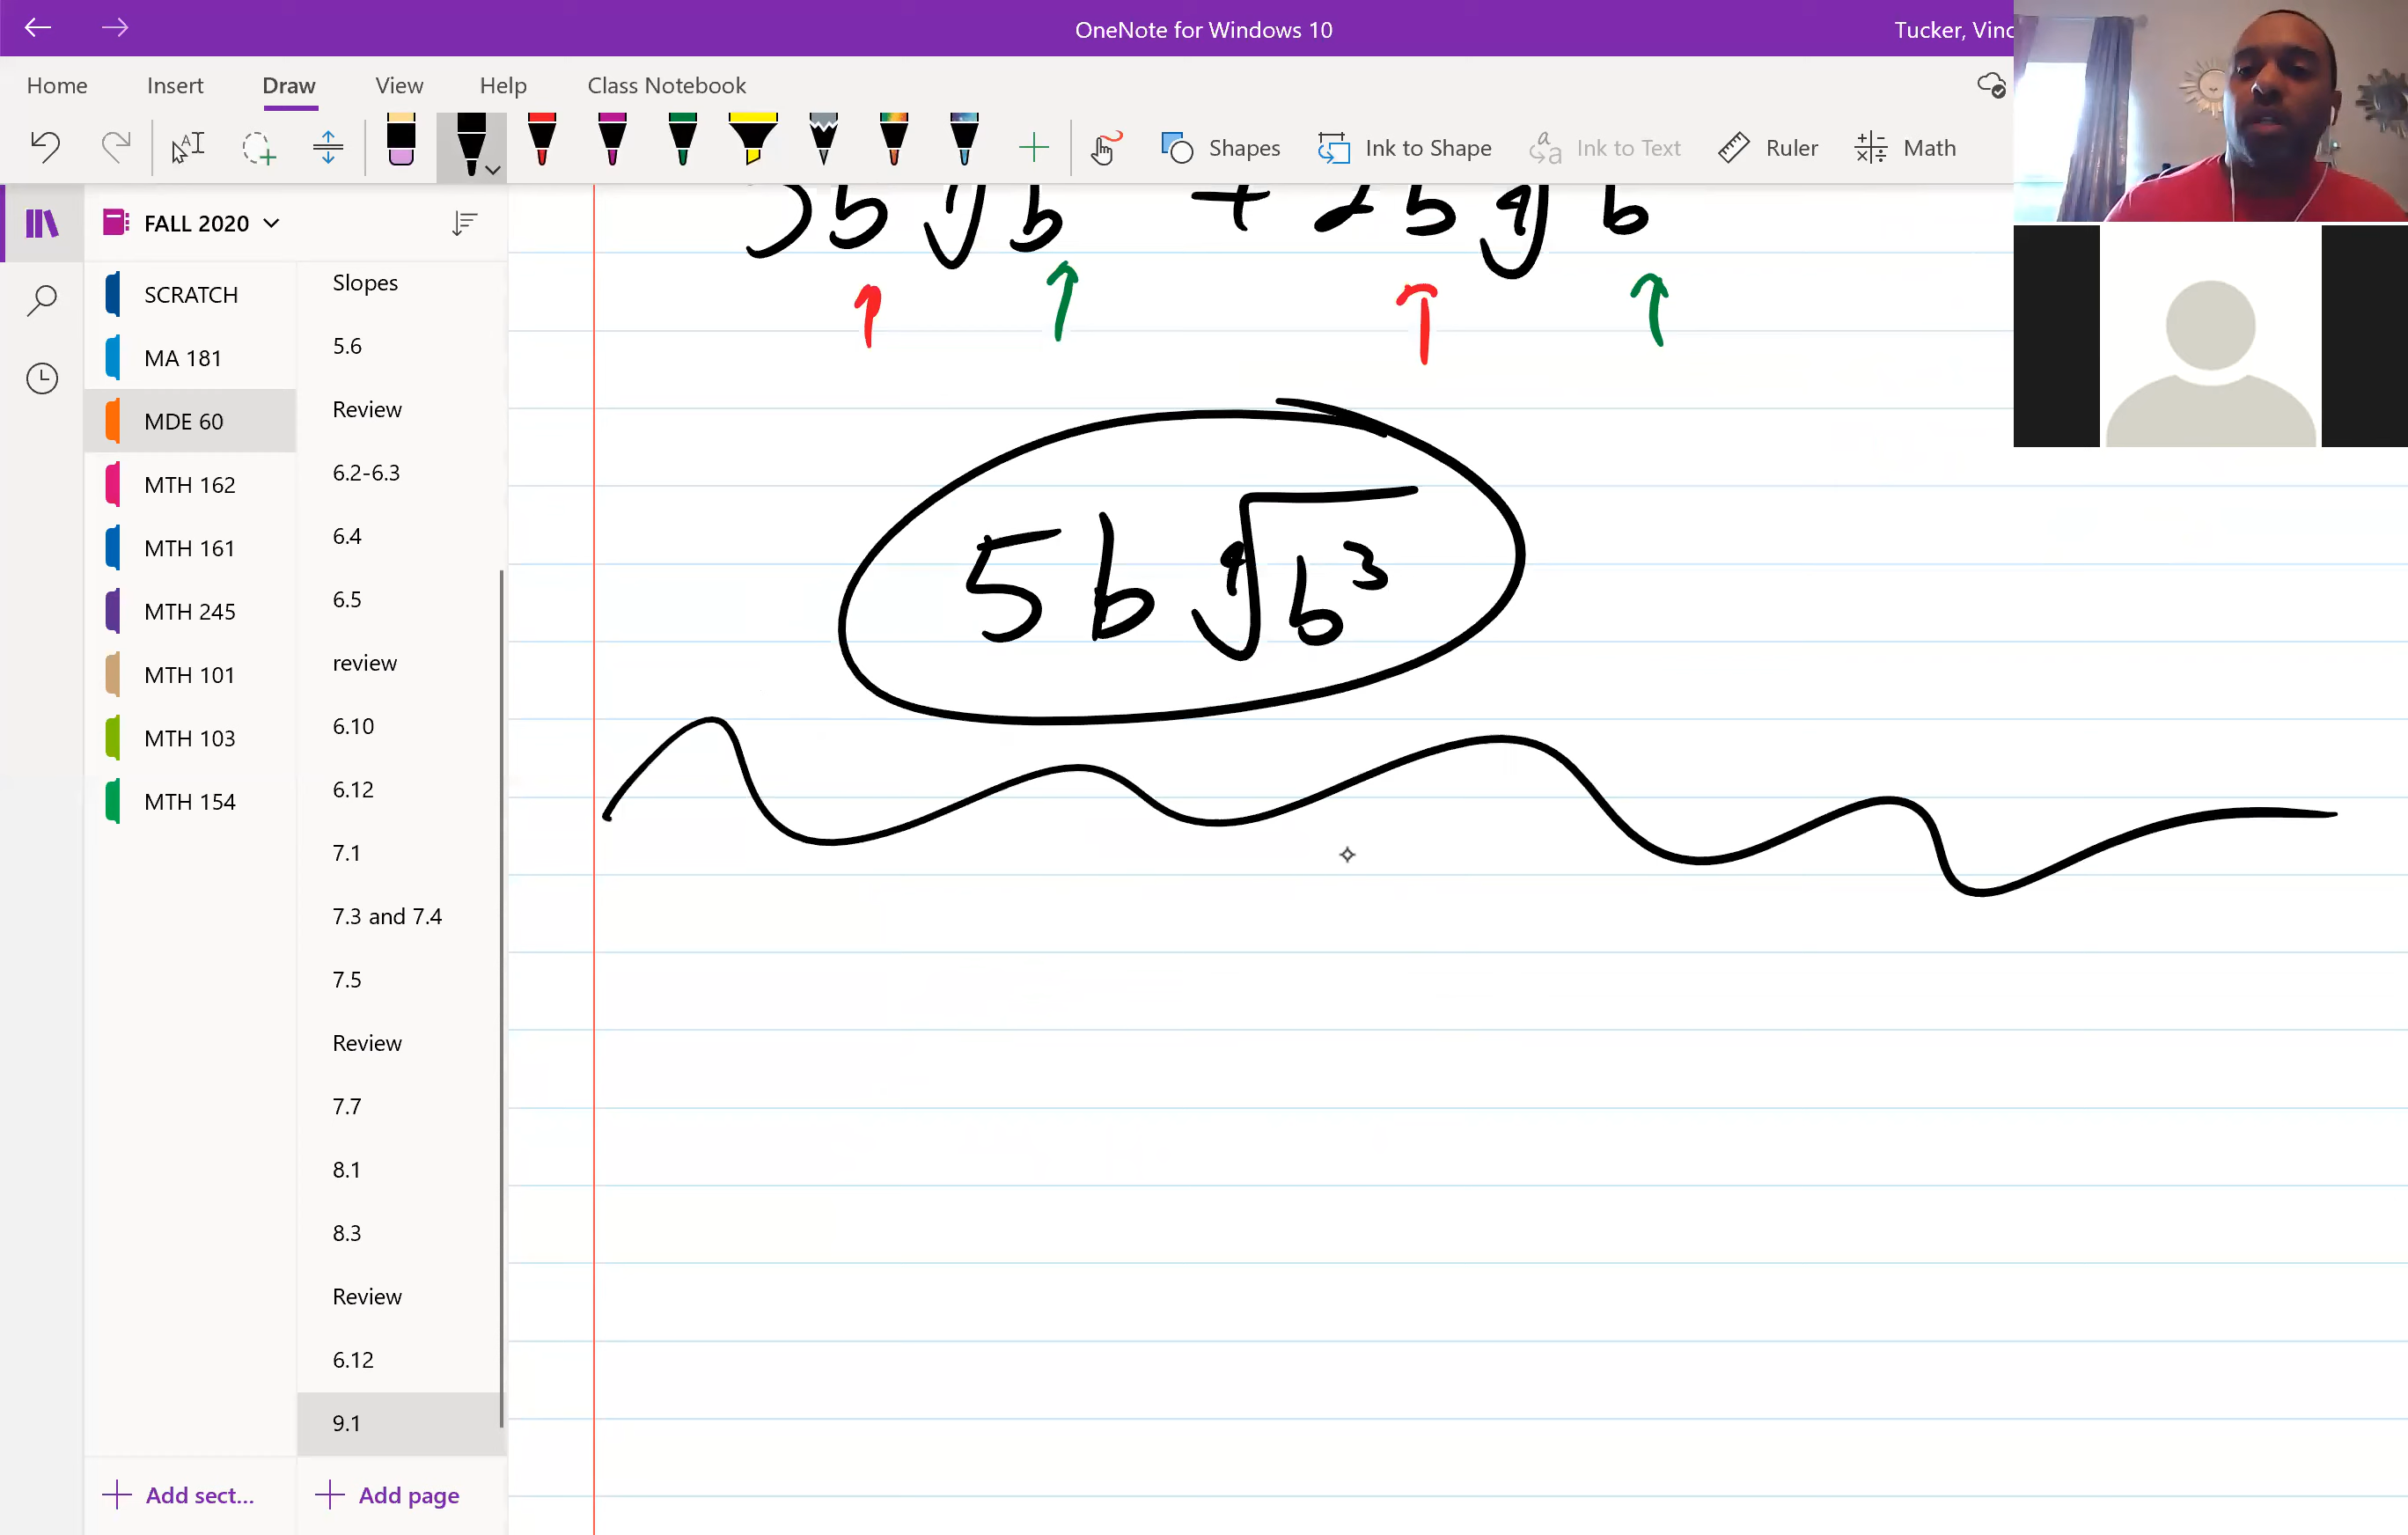 OneNote for Windows 10
Tucker, Vinc
Home Insert Draw View Help Class Notebook
Shapes Ink to Shape Ink to Text Ruler Math
FALL 2020
SCRATCH
MA 181
MDE 60
MTH 162
MTH 161
MTH 245
MTH 101
MTH 103
MTH 154
Add sect...
Slopes
5.6
Review
6.2-6.3
6.4
6.5
review
6.10
6.12
7.1
7.3 and 7.4
7.5
Review
7.7
8.1
8.3
Review
6.12
9.1
Add page
5b ∜b³